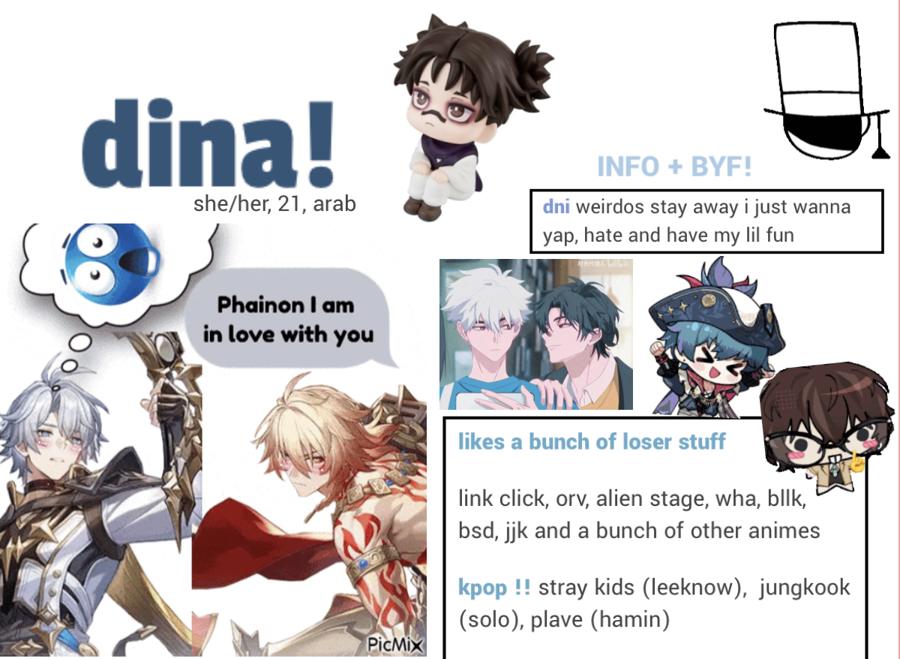 dina!
she/her, 21, arab
INFO + BYF!
dni weirdos stay away i just wanna
yap, hate and have my lil fun
Phainon I am
in love with you
PicMix
likes a bunch of loser stuff
link click, orv, alien stage, wha, bllk,
bsd, jjk and a bunch of other animes
kpop !! stray kids (leeknow), jungkook
(solo), plave (hamin)